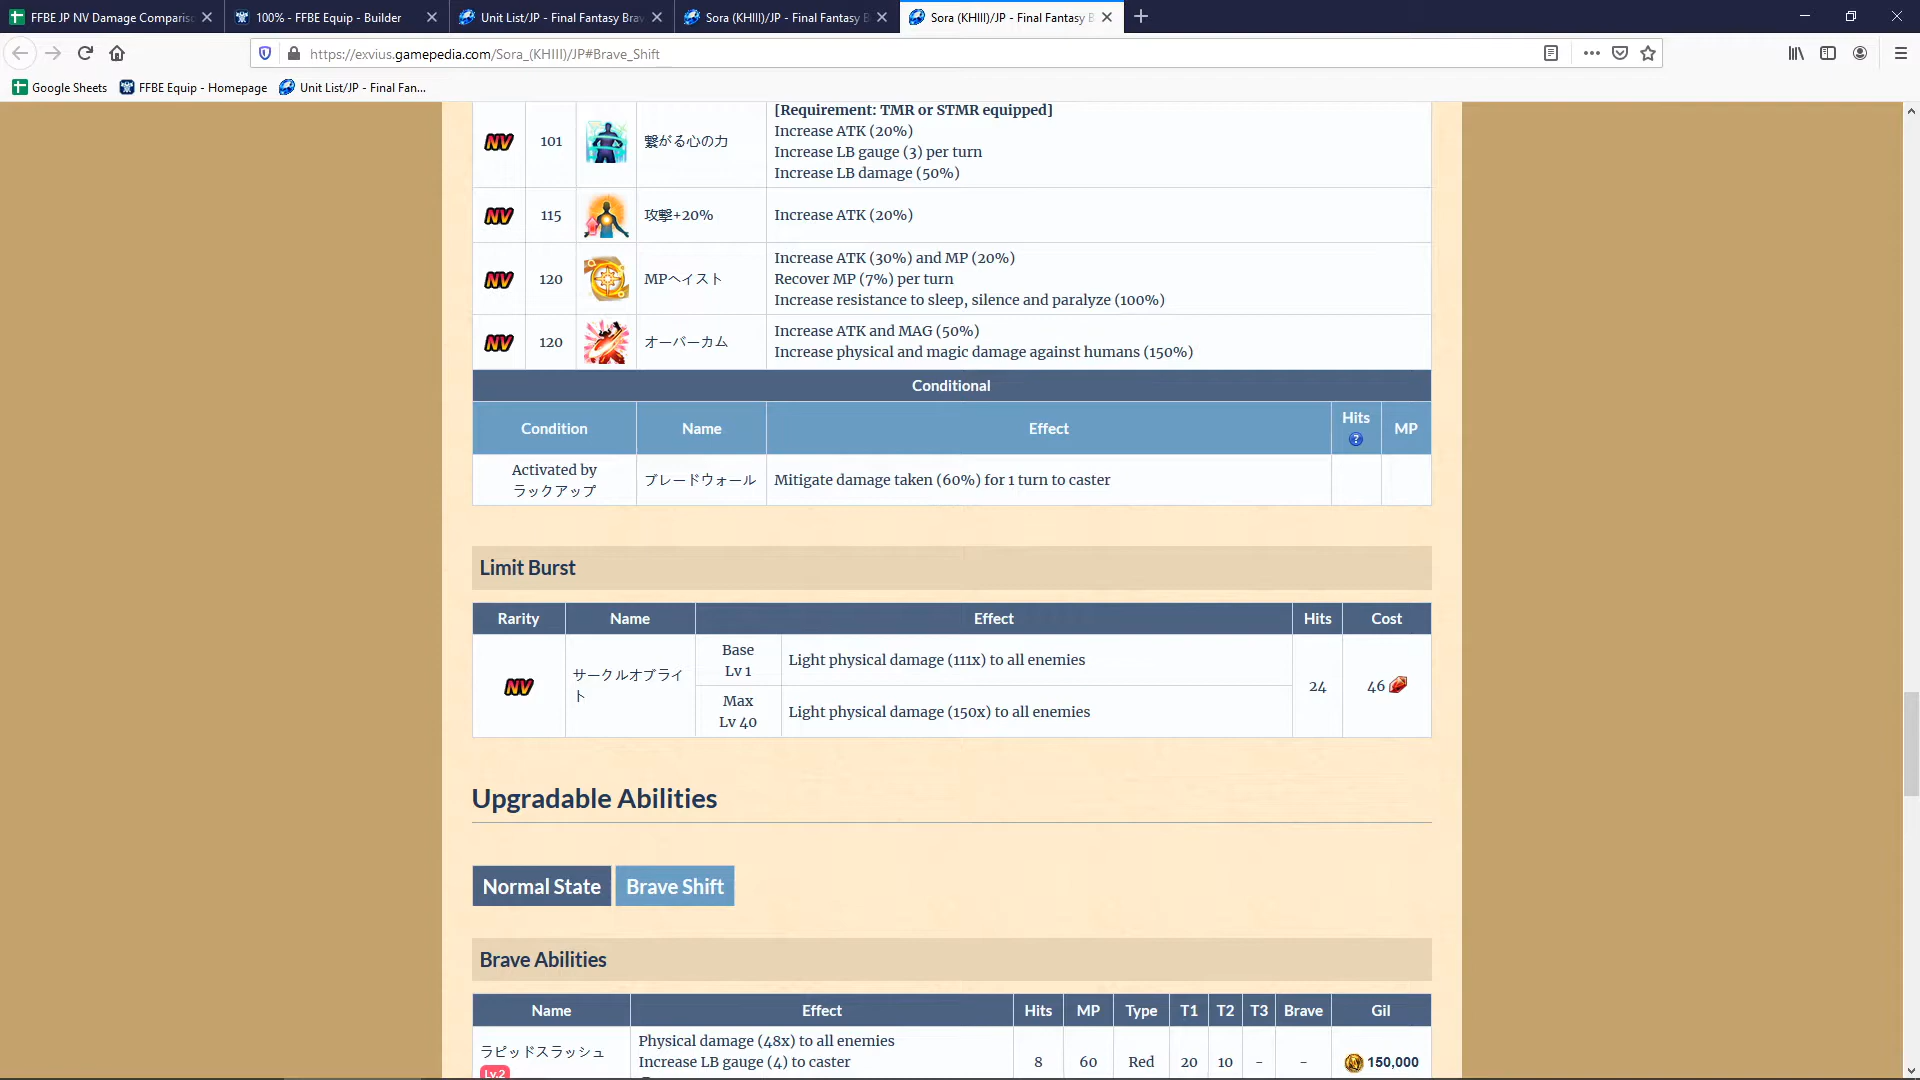 FFBE JP NV Damage Comparis
100% - FFBE Equip - Builder
Unit List/JP - Final Fantasy Brav
Sora (KHIII)/JP - Final Fantasy B
Sora (KHIII)/JP - Final Fantasy B
https://exvius.gamepedia.com/Sora_(KHIII)/JP#Brave_Shift
Google Sheets
FFBE Equip - Homepage
Unit List/JP - Final Fan...
[Requirement: TMR or STMR equipped]
NV 101 繋がる心の力
Increase ATK (20%)
Increase LB gauge (3) per turn
Increase LB damage (50%)
NV 115 攻撃+20% Increase ATK (20%)
NV 120 MPヘイスト
Increase ATK (30%) and MP (20%)
Recover MP (7%) per turn
Increase resistance to sleep, silence and paralyze (100%)
NV 120 オーバーカム
Increase ATK and MAG (50%)
Increase physical and magic damage against humans (150%)
Conditional
Condition Name Effect Hits ? MP
Activated by
ラックアップ
ブレードウォール
Mitigate damage taken (60%) for 1 turn to caster
Limit Burst
Rarity Name Effect Hits Cost
NV
サークルオブライ
ト
Base
Lv 1
Light physical damage (111x) to all enemies
Max
Lv 40
Light physical damage (150x) to all enemies
24
46
Upgradable Abilities
Normal State
Brave Shift
Brave Abilities
Name Effect Hits MP Type T1 T2 T3 Brave Gil
ラピッドスラッシュ
Lv.2
Physical damage (48x) to all enemies
Increase LB gauge (4) to caster
8 60 Red 20 10 - - 150,000